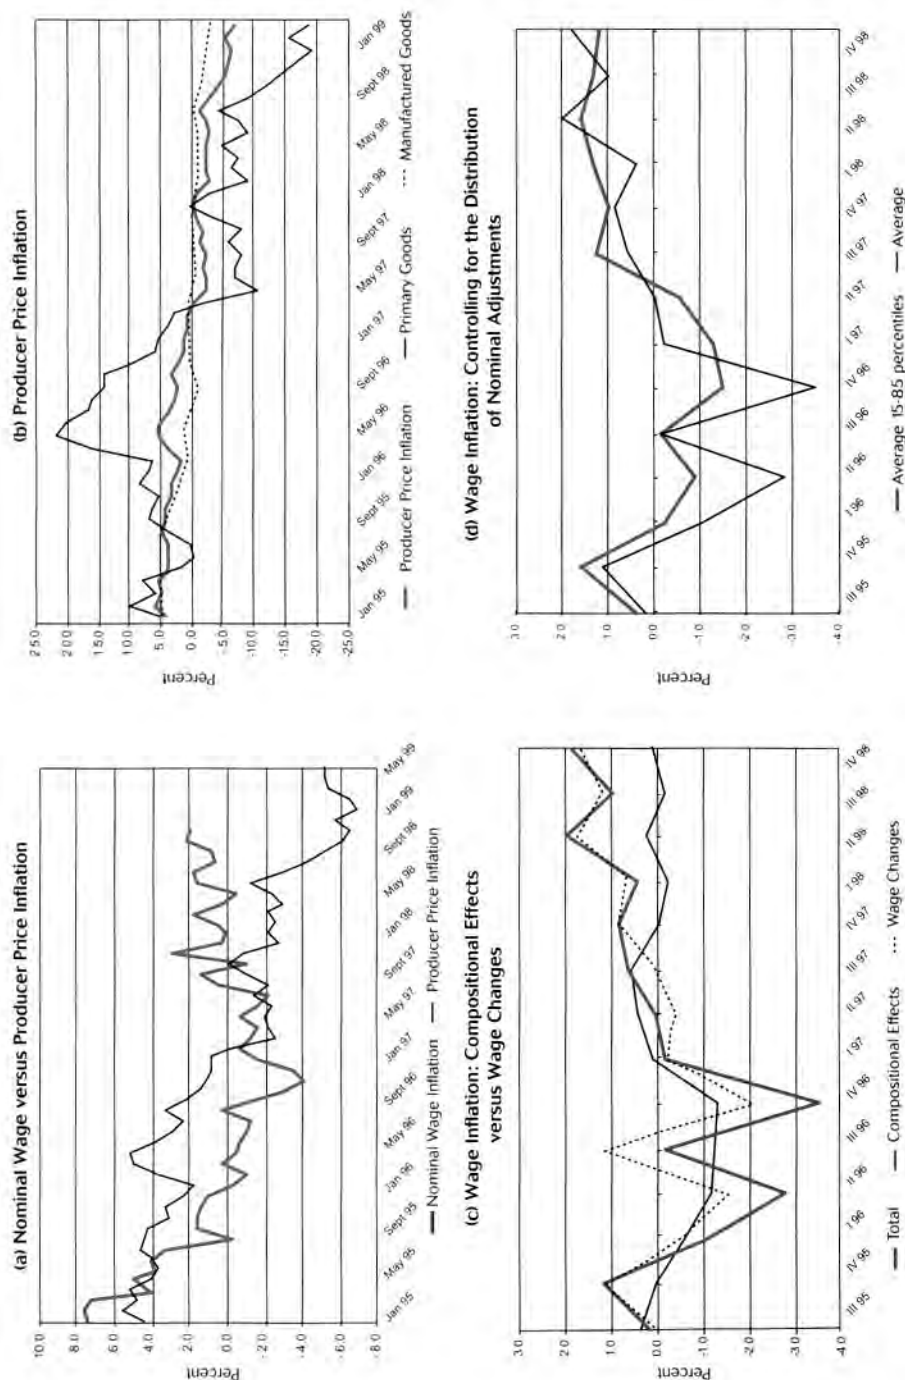 (a) Nominal Wage versus Producer Price Inflation
Percent
10.0
8.0
6.0
4.0
2.0
0.0
-2.0
-4.0
-6.0
-8.0
Jan 95
May 95
Sept 95
Jan 96
May 96
Sept 96
Jan 97
May 97
Sept 97
Jan 98
May 98
Sept 98
Jan 99
May 99
Nominal Wage Inflation
Producer Price Inflation
(b) Producer Price Inflation
Percent
25.0
20.0
15.0
10.0
5.0
0.0
-5.0
-10.0
-15.0
-20.0
-25.0
Jan 95
May 95
Sept 95
Jan 96
May 96
Sept 96
Jan 97
May 97
Sept 97
Jan 98
May 98
Sept 98
Jan 99
Producer Price Inflation
Primary Goods
Manufactured Goods
(c) Wage Inflation: Compositional Effects
versus Wage Changes
Percent
3.0
2.0
1.0
0.0
-1.0
-2.0
-3.0
-4.0
III 95
IV 95
I 96
II 96
III 96
IV 96
I 97
II 97
III 97
IV 97
I 98
II 98
III 98
IV 98
Total
Compositional Effects
Wage Changes
(d) Wage Inflation: Controlling for the Distribution
of Nominal Adjustments
Percent
3.0
2.0
1.0
0.0
-1.0
-2.0
-3.0
-4.0
III 95
IV 95
I 96
II 96
III 96
IV 96
I 97
II 97
III 97
IV 97
I 98
II 98
III 98
IV 98
Average 15-85 percentiles
Average